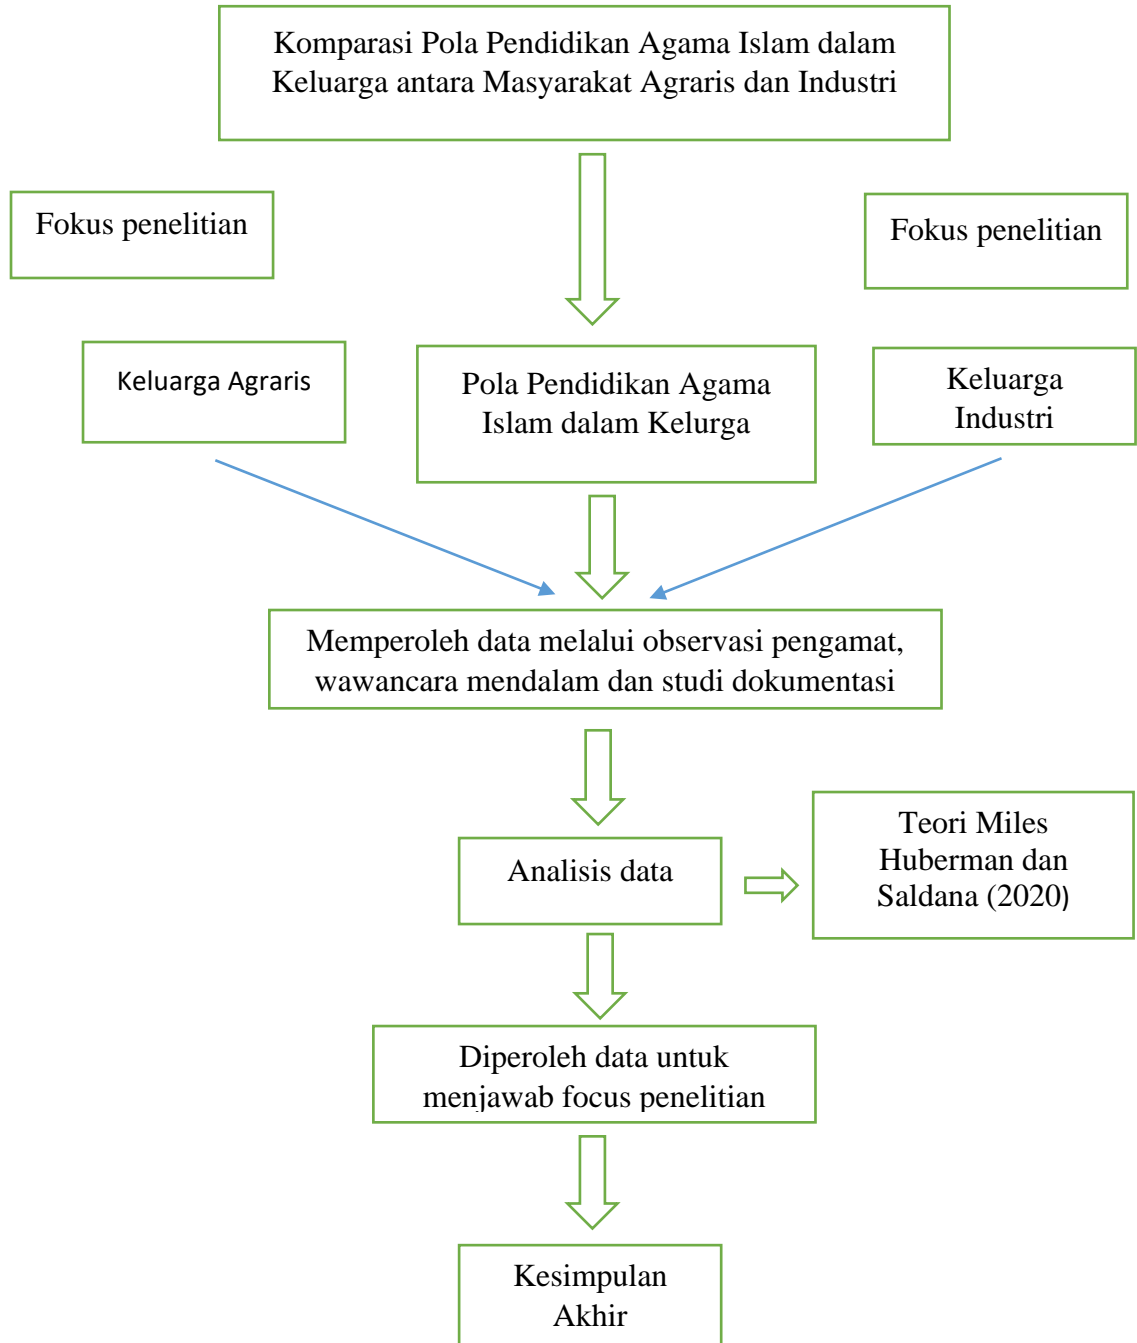 Komparasi Pola Pendidikan Agama Islam dalam
Keluarga antara Masyarakat Agraris dan Industri
Fokus penelitian
Fokus penelitian
Keluarga Agraris
Pola Pendidikan Agama
Islam dalam Kelurga
Keluarga
Industri
Memperoleh data melalui observasi pengamat,
wawancara mendalam dan studi dokumentasi
Analisis data
Teori Miles
Huberman dan
Saldana (2020)
Diperoleh data untuk
menjawab focus penelitian
Kesimpulan
Akhir